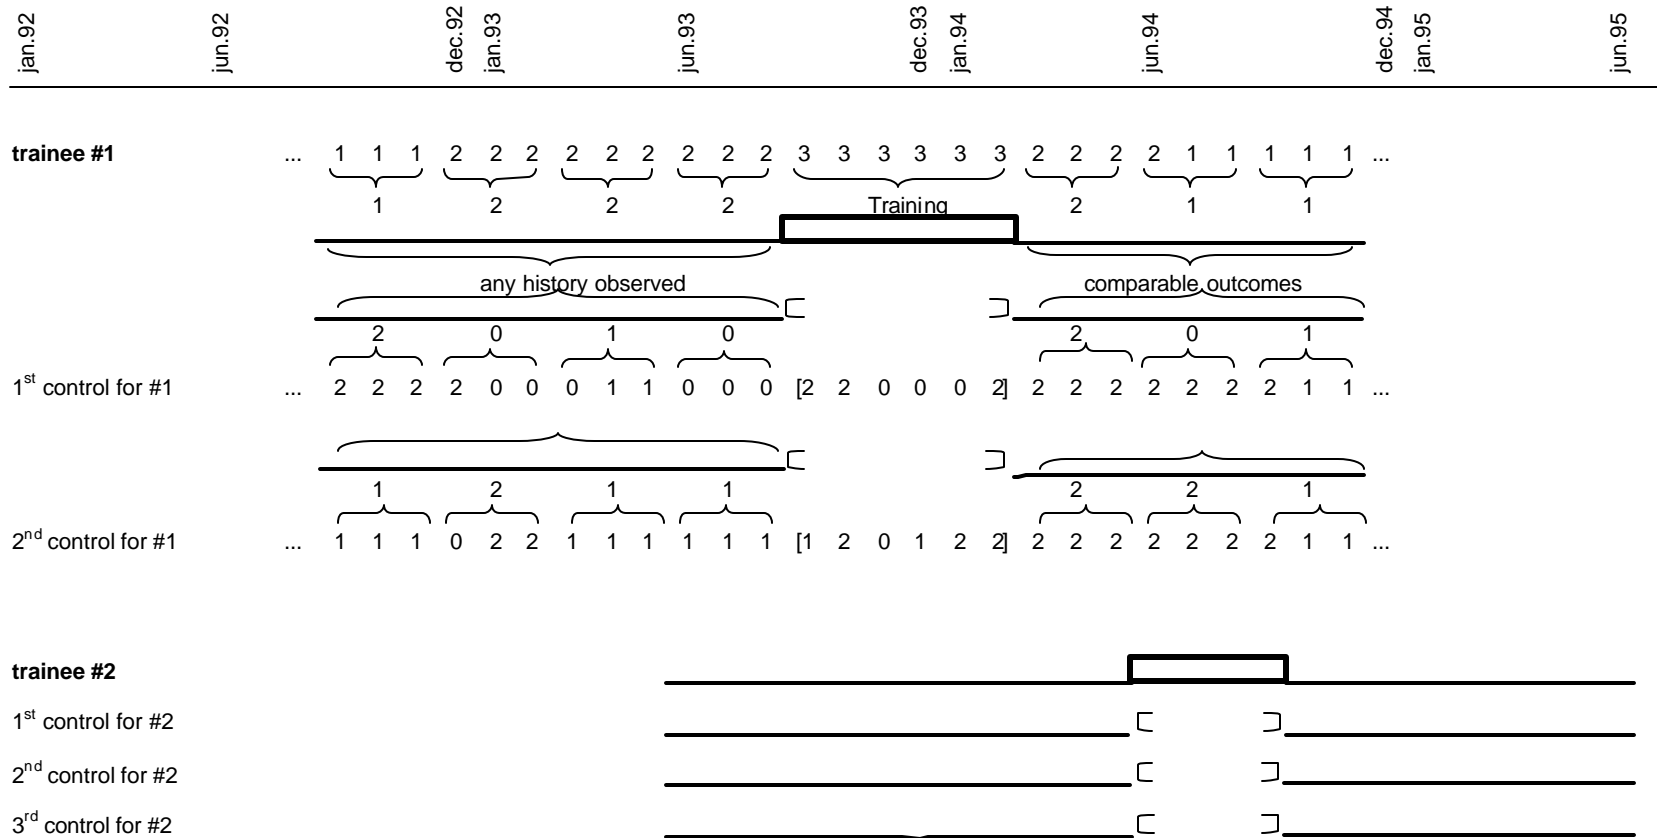 jan.92 jun.92 dec.92 jan.93 jun.93 dec.93 jan.94 jun.94 dec.94 jan.95 jun.95
trainee #1 ... 1 1 1 2 2 2 2 2 2 2 2 2 3 3 3 3 3 3 2 2 2 2 1 1 1 1 1 ...
1 2 2 2 Training 2 1 1
any history observed comparable outcomes
2 0 1 0 2 0 1
1st control for #1 ... 2 2 2 2 0 0 0 1 1 0 0 0 [2 2 0 0 0 2] 2 2 2 2 2 2 2 1 1 ...
1 2 1 1 2 2 1
2nd control for #1 ... 1 1 1 0 2 2 1 1 1 1 1 1 [1 2 0 1 2 2] 2 2 2 2 2 2 2 1 1 ...
trainee #2
1st control for #2
2nd control for #2
3rd control for #2